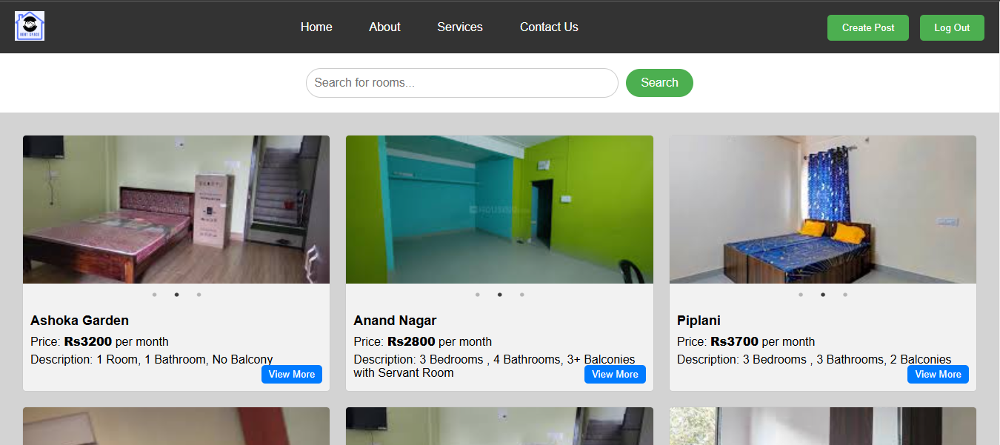 RENT SPACE
Home
About
Services
Contact Us
Create Post
Log Out
Search for rooms...
Search
Ashoka Garden
Price: Rs3200 per month
Description: 1 Room, 1 Bathroom, No Balcony
View More
Anand Nagar
Price: Rs2800 per month
Description: 3 Bedrooms , 4 Bathrooms, 3+ Balconies
with Servant Room
View More
Piplani
Price: Rs3700 per month
Description: 3 Bedrooms , 3 Bathrooms, 2 Balconies
View More